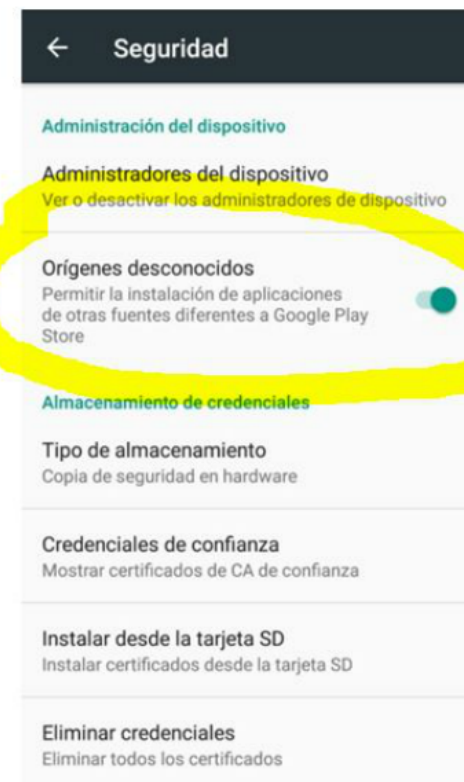 Seguridad
Administración del dispositivo
Administradores del dispositivo
Ver o desactivar los administradores de dispositivo
Orígenes desconocidos
Permitir la instalación de aplicaciones
de otras fuentes diferentes a Google Play
Store
Almacenamiento de credenciales
Tipo de almacenamiento
Copia de seguridad en hardware
Credenciales de confianza
Mostrar certificados de CA de confianza
Instalar desde la tarjeta SD
Instalar certificados desde la tarjeta SD
Eliminar credenciales
Eliminar todos los certificados